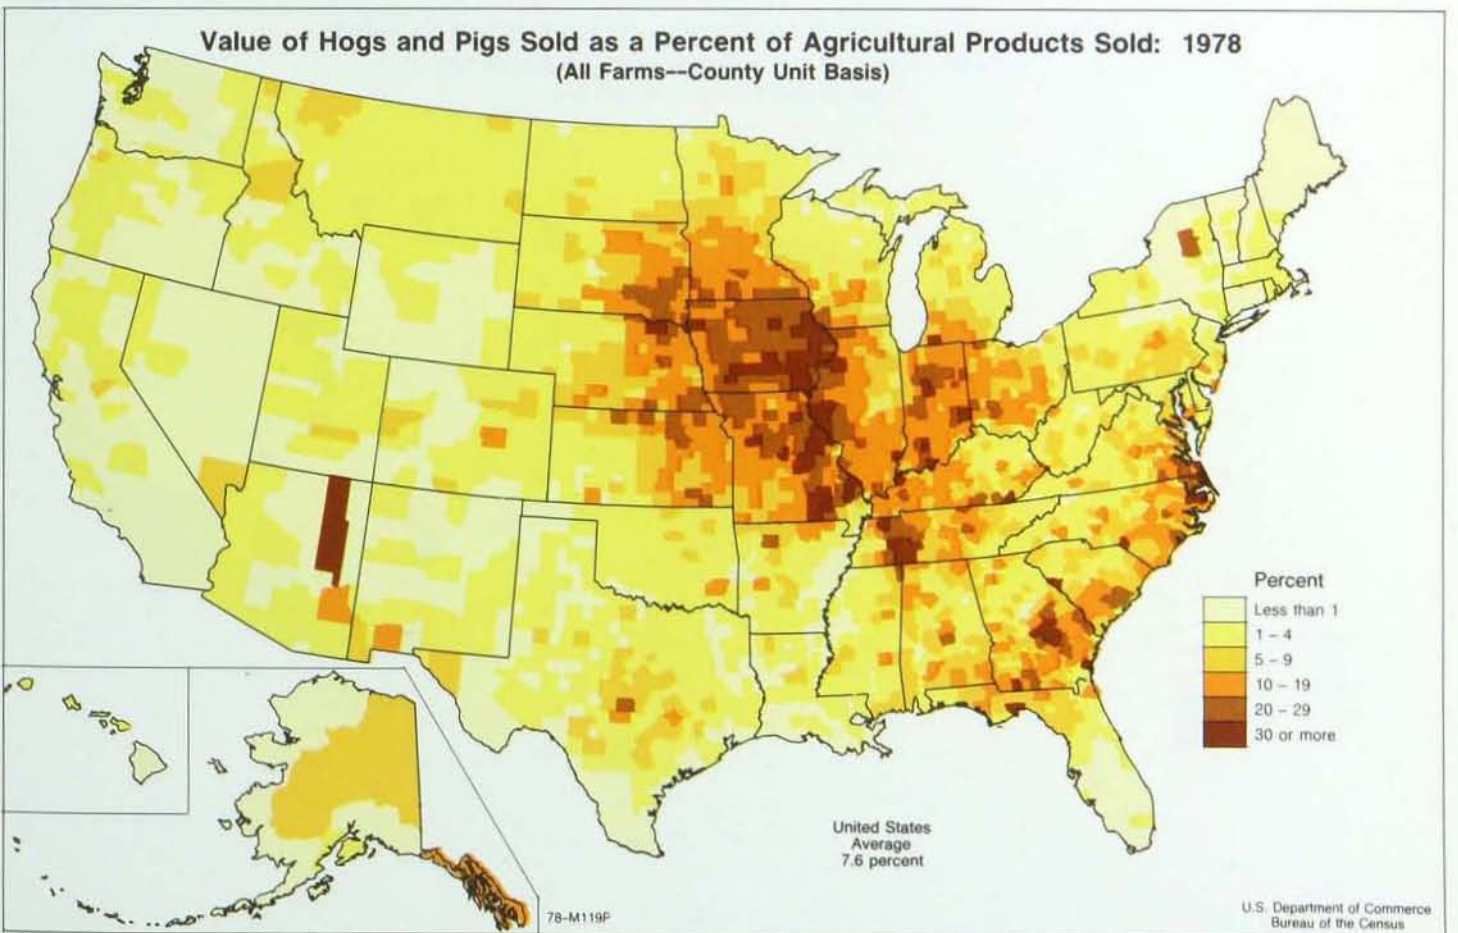 Value of Hogs and Pigs Sold as a Percent of Agricultural Products Sold: 1978
(All Farms--County Unit Basis)
Percent
Less than 1
1 - 4
5 - 9
10 - 19
20 - 29
30 or more
United States
Average
7.6 percent
78-M119P
U.S. Department of Commerce
Bureau of the Census